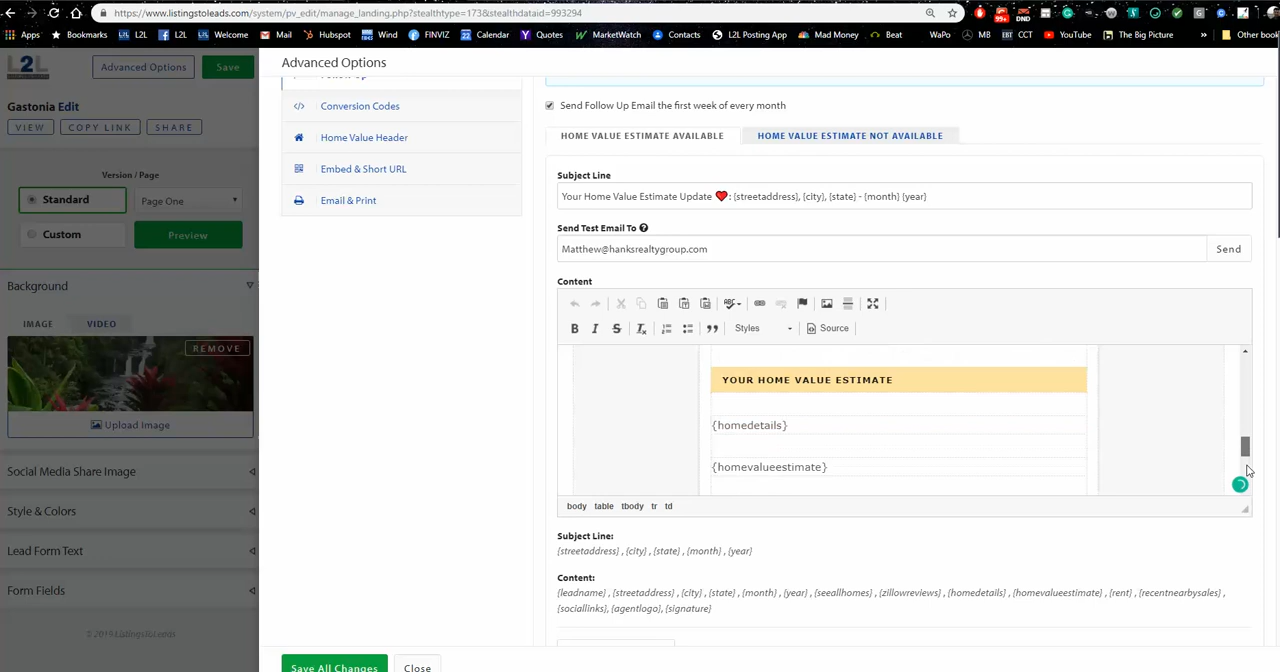 https://www.listingstoleads.com/system/pv_edit/manage_landing.php?stealthtype=173&stealthdataid=993294
Apps Bookmarks L2L L2L Welcome Mail Hubspot Wind FINVIZ Calendar Quotes MarketWatch Contacts L2L Posting App Mad Money Beat WaPo MB CCT YouTube The Big Picture » Other book
L2L Advanced Options Save
Advanced Options
Gastonia Edit
VIEW COPY LINK SHARE
Version / Page
Standard Page One
Custom Preview
Background
IMAGE VIDEO
REMOVE
Upload Image
Social Media Share Image
Style & Colors
Lead Form Text
Form Fields
© 2019 ListingsToLeads
Conversion Codes
Home Value Header
Embed & Short URL
Email & Print
Send Follow Up Email the first week of every month
HOME VALUE ESTIMATE AVAILABLE HOME VALUE ESTIMATE NOT AVAILABLE
Subject Line
Your Home Value Estimate Update ❤: {streetaddress}, {city}, {state} - {month} {year}
Send Test Email To
Matthew@hanksrealtygroup.com Send
Content
Styles Source
YOUR HOME VALUE ESTIMATE
{homedetails}
{homevalueestimate}
body table tbody tr td
Subject Line:
{streetaddress} , {city} , {state} , {month} , {year}
Content:
{leadname} , {streetaddress} , {city} , {state} , {month} , {year} , {seeallhomes} , {zillowreviews} , {homedetails} , {homevalueestimate} , {rent} , {recentnearbysales} ,
{sociallinks}, {agentlogo}, {signature}
Save All Changes Close